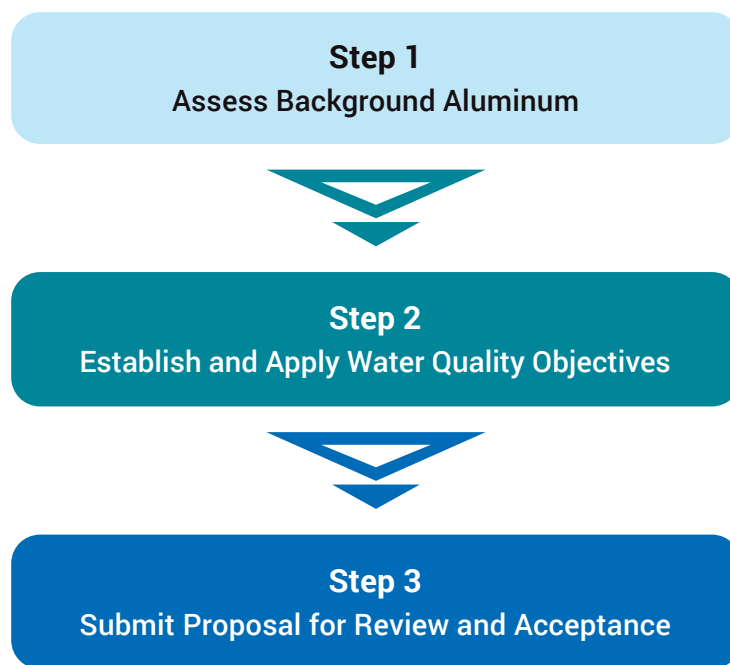 Step 1
Assess Background Aluminum
Step 2
Establish and Apply Water Quality Objectives
Step 3
Submit Proposal for Review and Acceptance